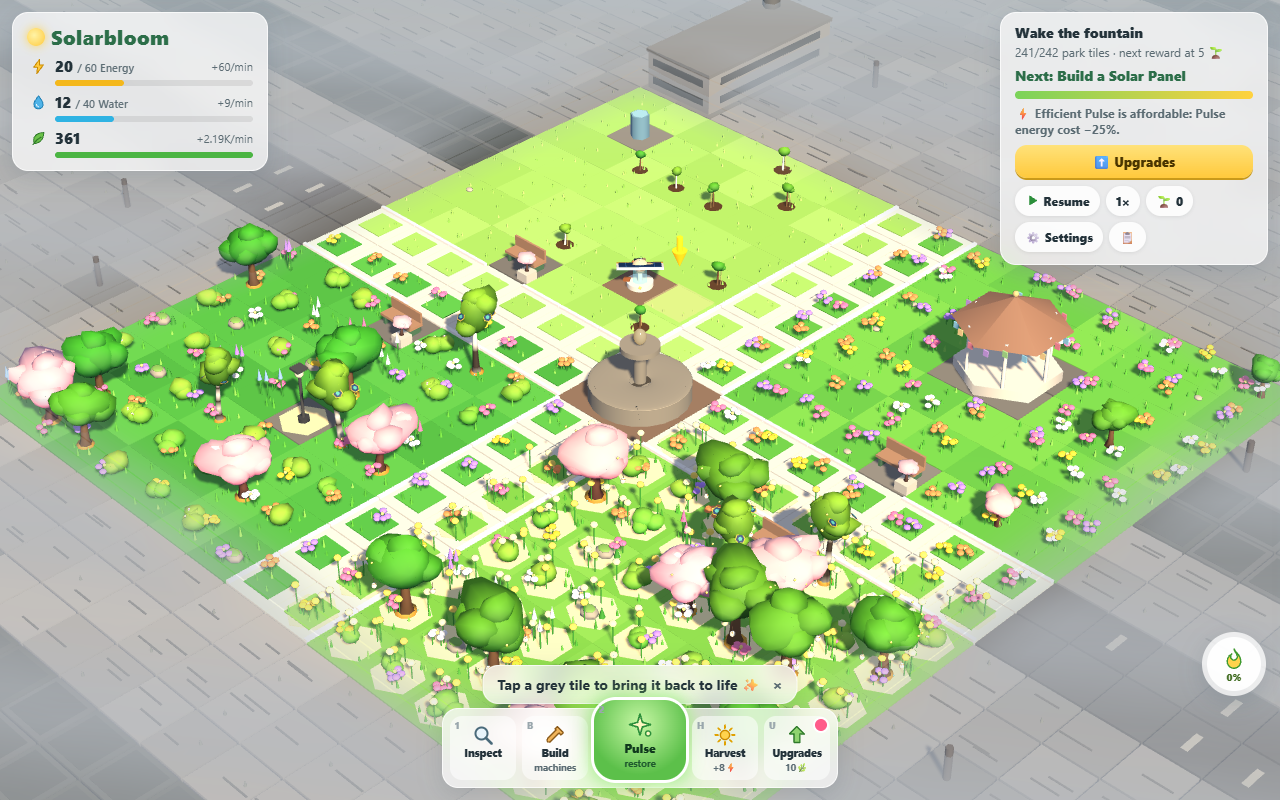 Solarbloom
20 / 60 Energy +60/min
12 / 40 Water +9/min
361 +2.19K/min
Wake the fountain
241/242 park tiles · next reward at 5
Next: Build a Solar Panel
Efficient Pulse is affordable: Pulse
energy cost −25%.
Upgrades
Resume 1× 0
Settings
0%
Tap a grey tile to bring it back to life ×
1 Inspect
B Build
machines
Pulse
restore
H Harvest
+8
U Upgrades
10